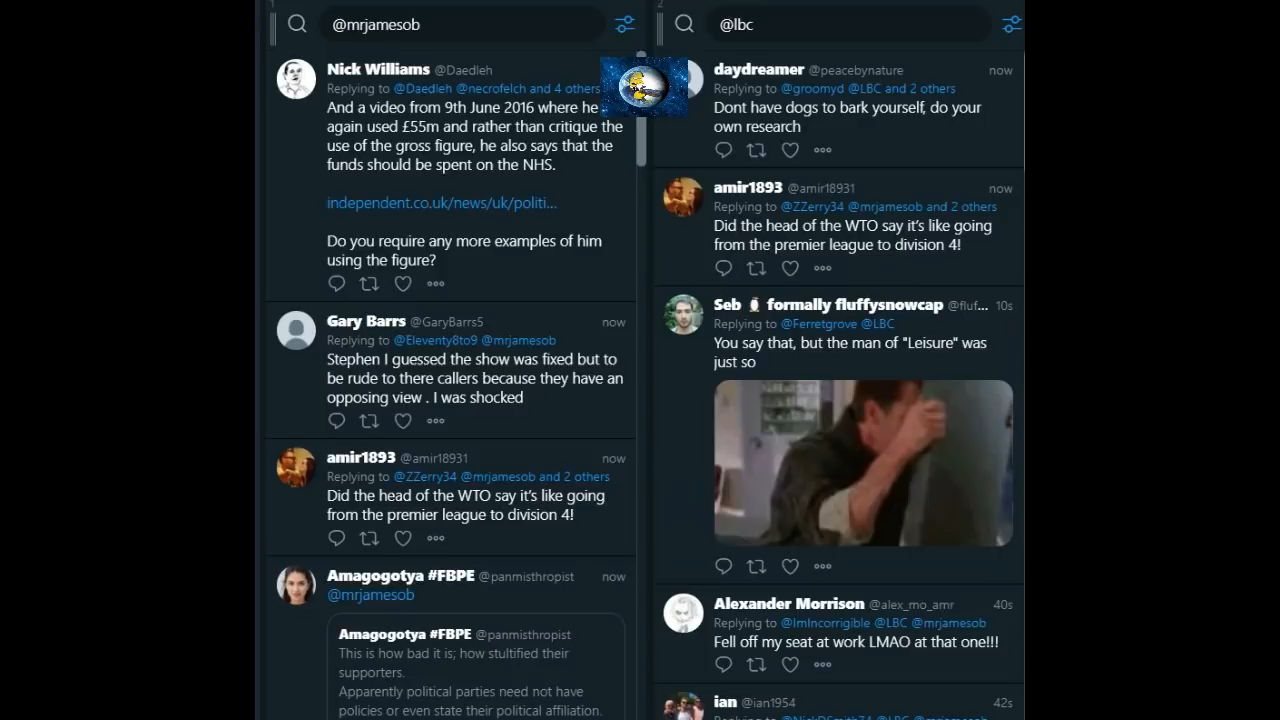 1
@mrjamesob
Nick Williams @Daedleh
Replying to @Daedleh @necrofelch and 4 others
And a video from 9th June 2016 where he
again used £55m and rather than critique the
use of the gross figure, he also says that the
funds should be spent on the NHS.
independent.co.uk/news/uk/politi...
Do you require any more examples of him
using the figure?
Gary Barrs @GaryBarrs5 now
Replying to @Eleventy8to9 @mrjamesob
Stephen I guessed the show was fixed but to
be rude to there callers because they have an
opposing view . I was shocked
amir1893 @amir18931 now
Replying to @ZZerry34 @mrjamesob and 2 others
Did the head of the WTO say it’s like going
from the premier league to division 4!
Amagogotya #FBPE @panmisthropist now
@mrjamesob
Amagogotya #FBPE @panmisthropist
This is how bad it is; how stultified their
supporters.
Apparently political parties need not have
policies or even state their political affiliation.
2
@lbc
daydreamer @peacebynature now
Replying to @groomyd @LBC and 2 others
Dont have dogs to bark yourself, do your
own research
amir1893 @amir18931 now
Replying to @ZZerry34 @mrjamesob and 2 others
Did the head of the WTO say it’s like going
from the premier league to division 4!
Seb 🐧 formally fluffysnowcap @fluf... 10s
Replying to @Ferretgrove @LBC
You say that, but the man of "Leisure" was
just so
Alexander Morrison @alex_mo_amr 40s
Replying to @ImIncorrigible @LBC @mrjamesob
Fell off my seat at work LMAO at that one!!!
ian @ian1954 42s
Replying to @NickDSmith74 @LBC @mrjamesob